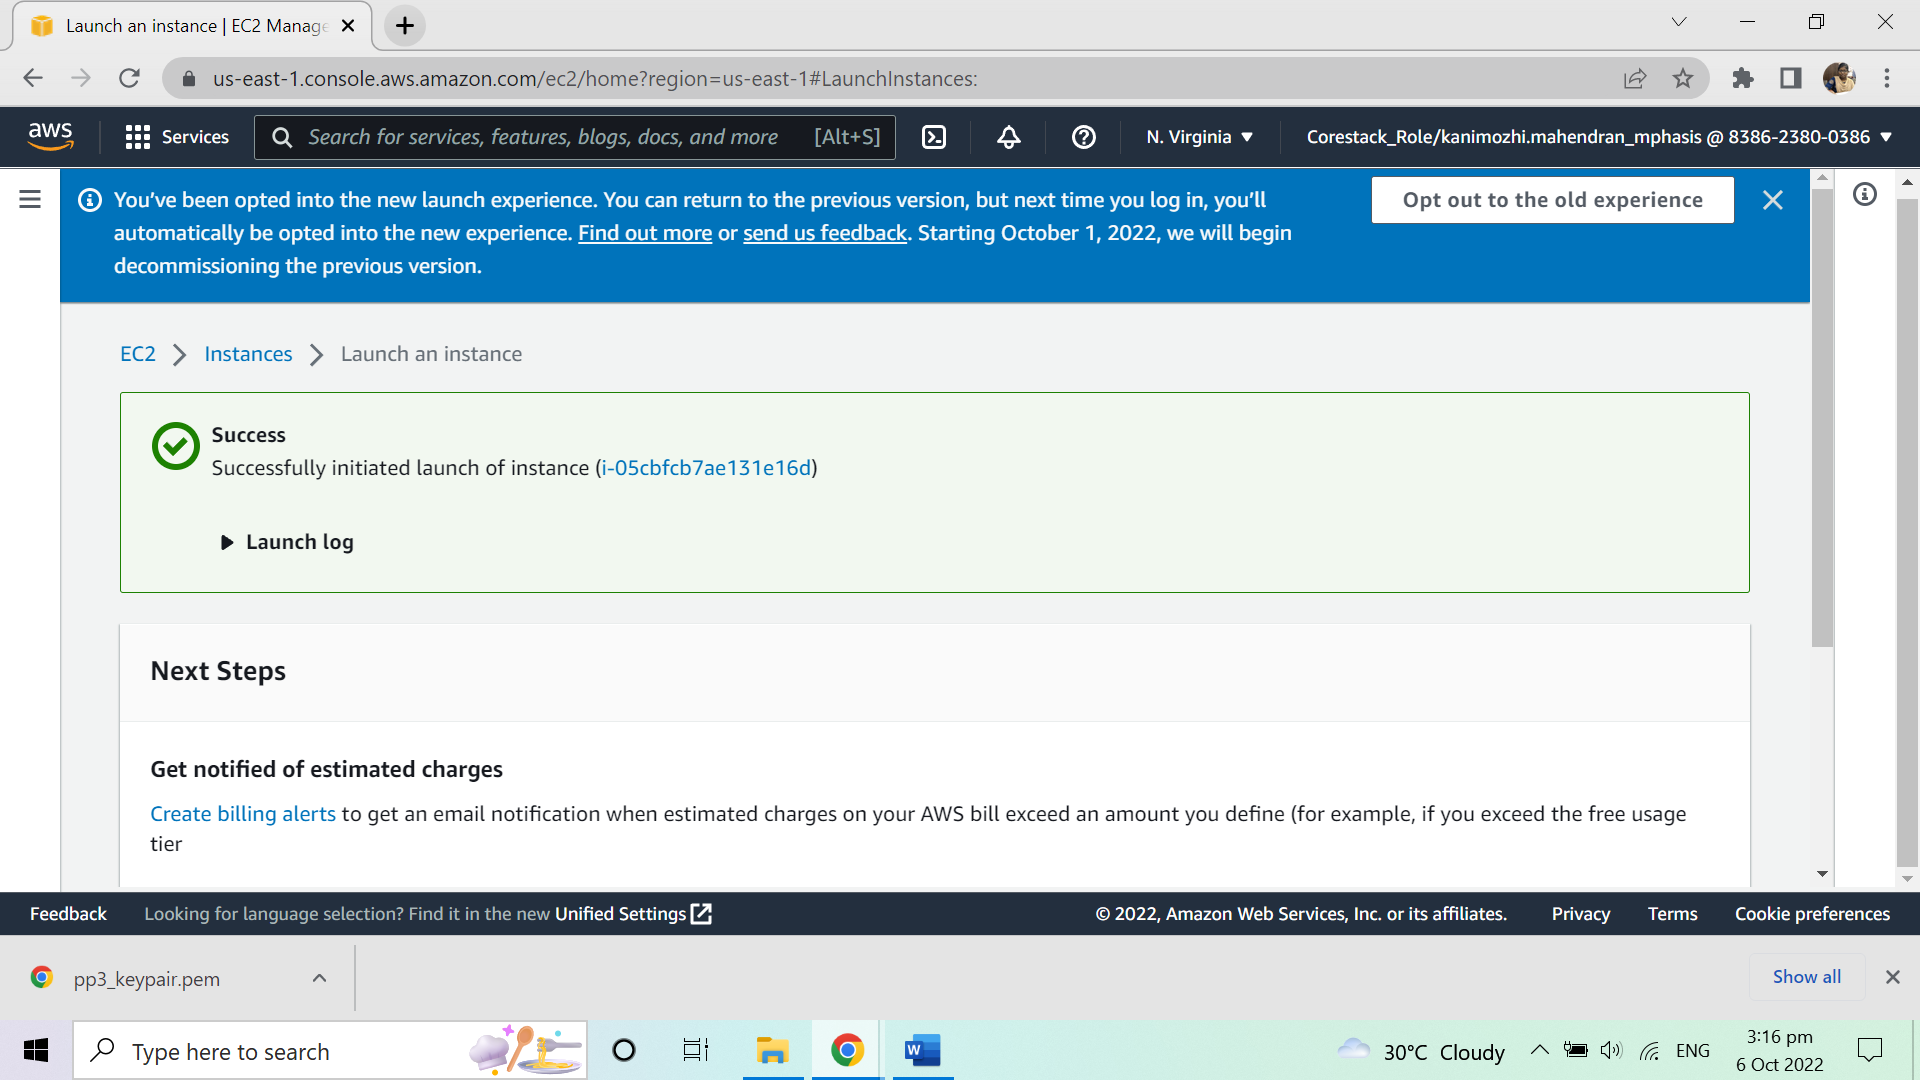 Launch an instance | EC2 Manage
us-east-1.console.aws.amazon.com/ec2/home?region=us-east-1#LaunchInstances:
aws
Services
Search for services, features, blogs, docs, and more
[Alt+S]
N. Virginia
Corestack_Role/kanimozhi.mahendran_mphasis @ 8386-2380-0386
You've been opted into the new launch experience. You can return to the previous version, but next time you log in, you'll
automatically be opted into the new experience. Find out more or send us feedback. Starting October 1, 2022, we will begin
decommissioning the previous version.
Opt out to the old experience
EC2
Instances
Launch an instance
Success
Successfully initiated launch of instance (i-05cbfcb7ae131e16d)
Launch log
Next Steps
Get notified of estimated charges
Create billing alerts to get an email notification when estimated charges on your AWS bill exceed an amount you define (for example, if you exceed the free usage
tier
Feedback
Looking for language selection? Find it in the new Unified Settings
© 2022, Amazon Web Services, Inc. or its affiliates.
Privacy
Terms
Cookie preferences
pp3_keypair.pem
Show all
Type here to search
W
30°C Cloudy
ENG
3:16 pm
6 Oct 2022